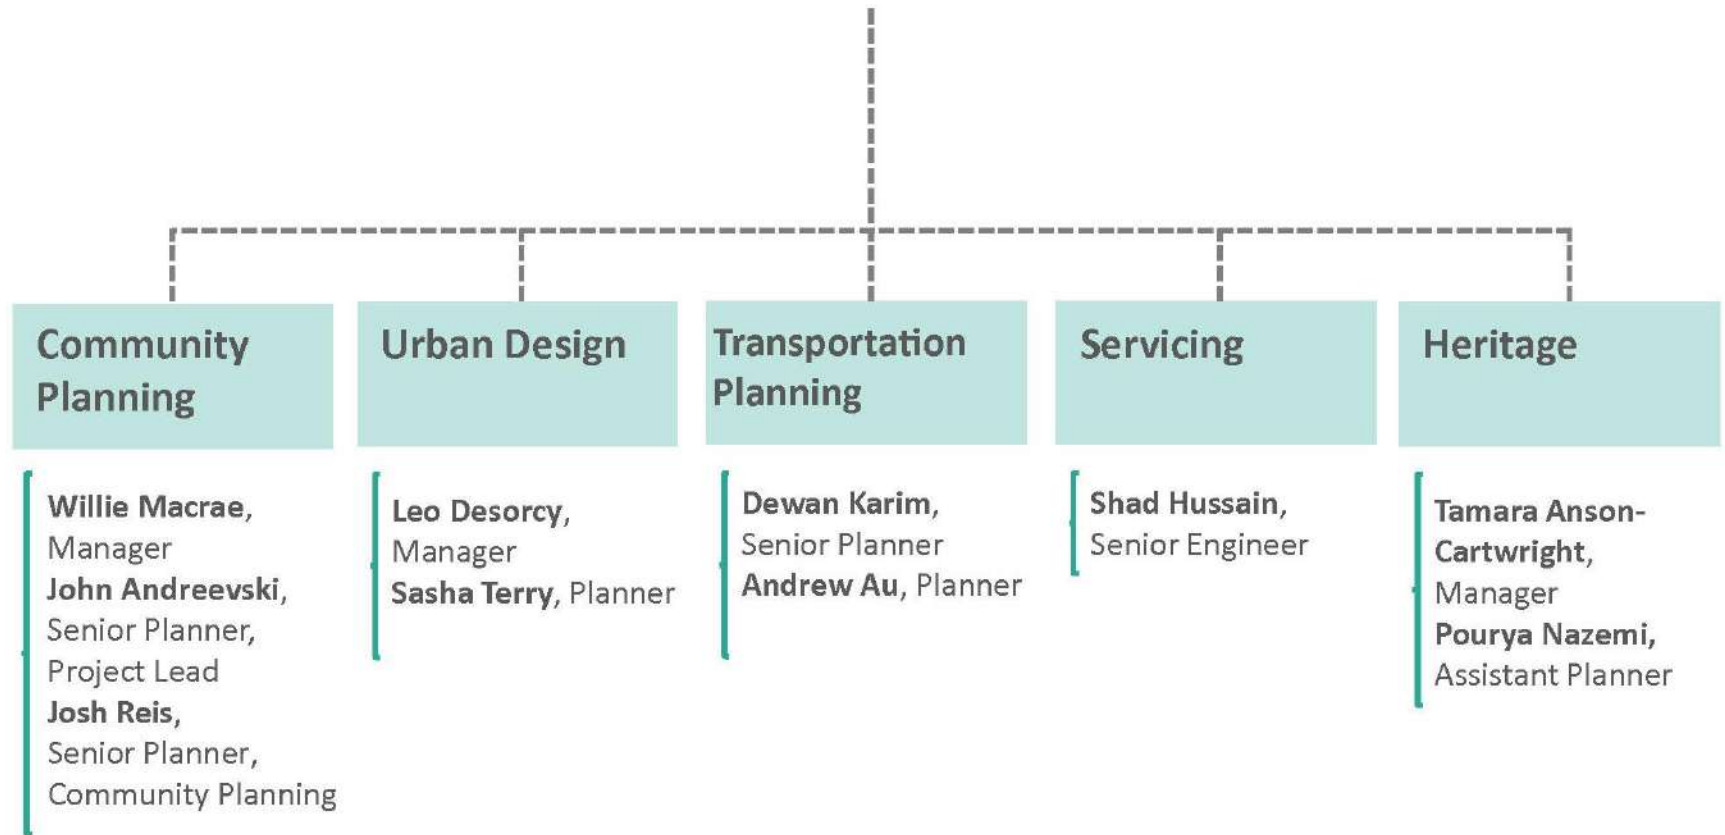 Community
Planning
Willie Macrae,
Manager
John Andreevski,
Senior Planner,
Project Lead
Josh Reis,
Senior Planner,
Community Planning
Urban Design
Leo Desorcy,
Manager
Sasha Terry, Planner
Transportation
Planning
Dewan Karim,
Senior Planner
Andrew Au, Planner
Servicing
Shad Hussain,
Senior Engineer
Heritage
Tamara Anson-
Cartwright,
Manager
Pourya Nazemi,
Assistant Planner